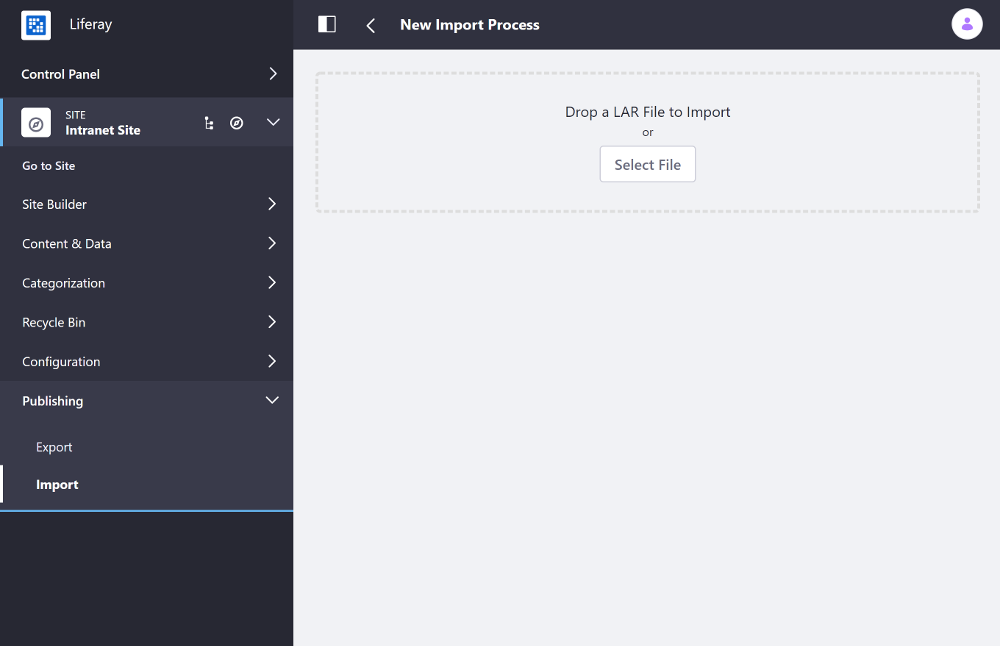 Liferay
New Import Process
Control Panel
SITE
Intranet Site
Go to Site
Site Builder
Content & Data
Categorization
Recycle Bin
Configuration
Publishing
Export
Import
Drop a LAR File to Import
or
Select File